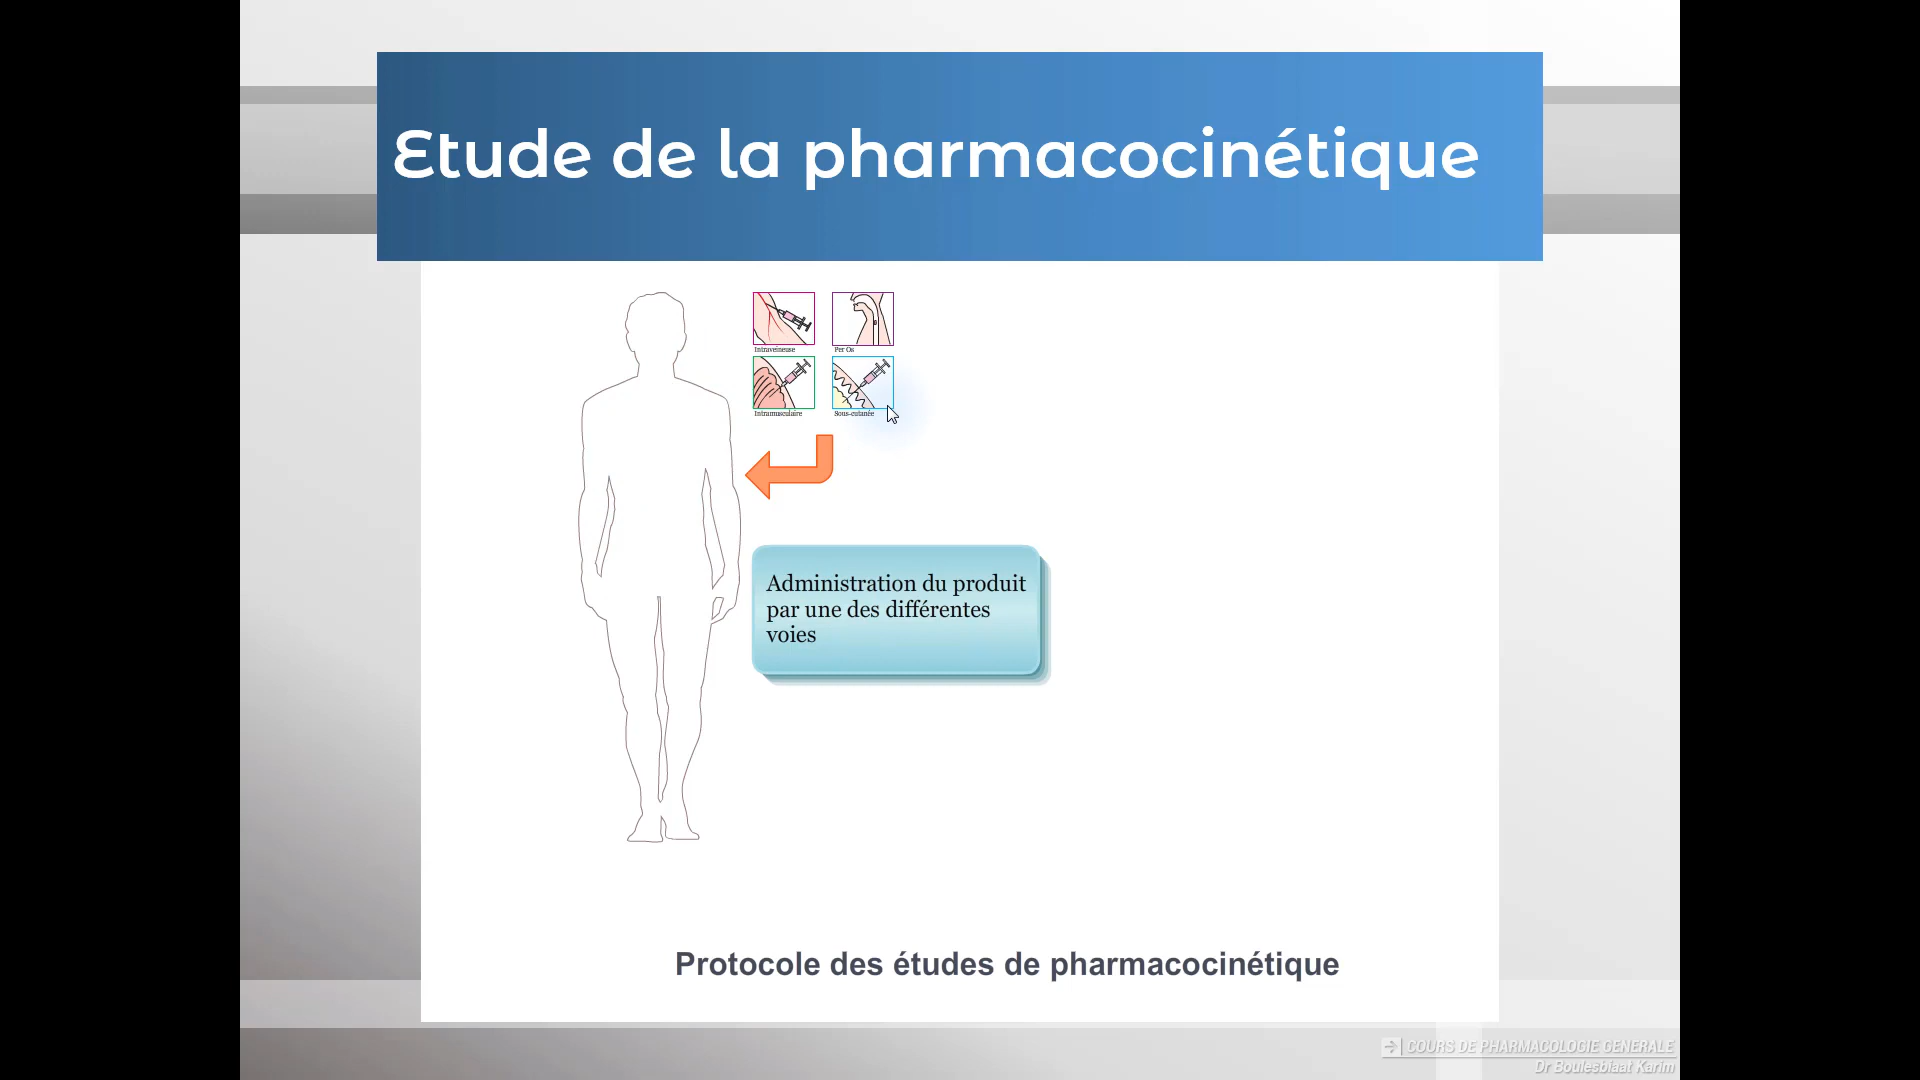 Etude de la pharmacocinétique
Intraveineuse
Per Os
Intramusculaire
Sous-cutanée
Administration du produit
par une des différentes
voies
Protocole des études de pharmacocinétique
COURS DE PHARMACOLOGIE GENERALE
Dr Boulesblaat Karim